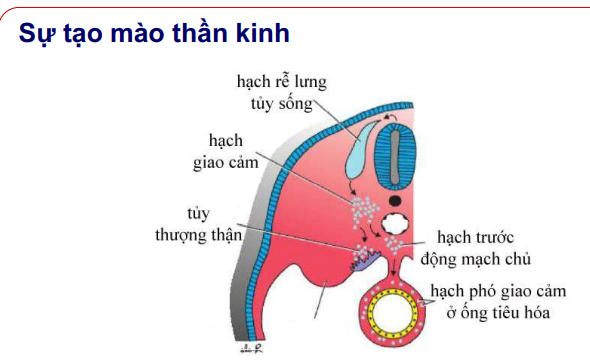 Sự tạo mào thần kinh
hạch rễ lưng
tủy sống
hạch
giao cảm
tủy
thượng thận
hạch trước
động mạch chủ
hạch phó giao cảm
ở ống tiêu hóa